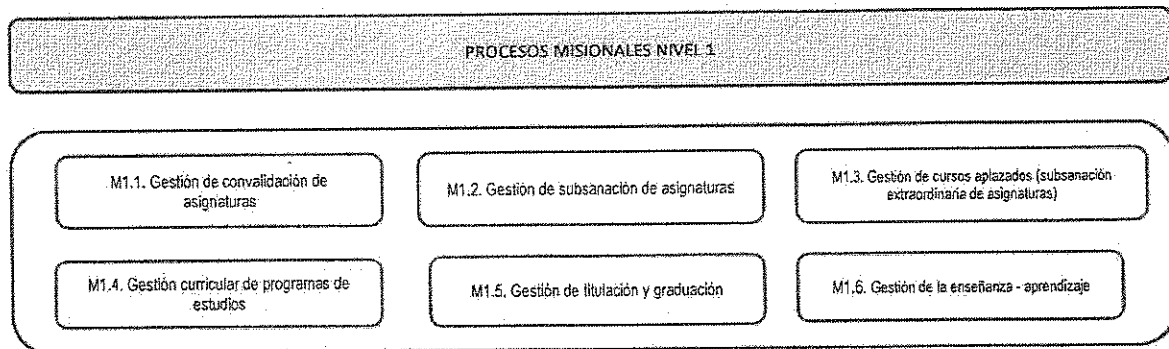 PROCESOS MISIONALES NIVEL 1
M1.1. Gestión de convalidación de
asignaturas
M1.2. Gestión de subsanación de asignaturas
M1.3. Gestión de cursos aplazados (subsanación
extraordinaria de asignaturas)
M1.4. Gestión curricular de programas de
estudios
M1.5. Gestión de titulación y graduación
M1.6. Gestión de la enseñanza - aprendizaje